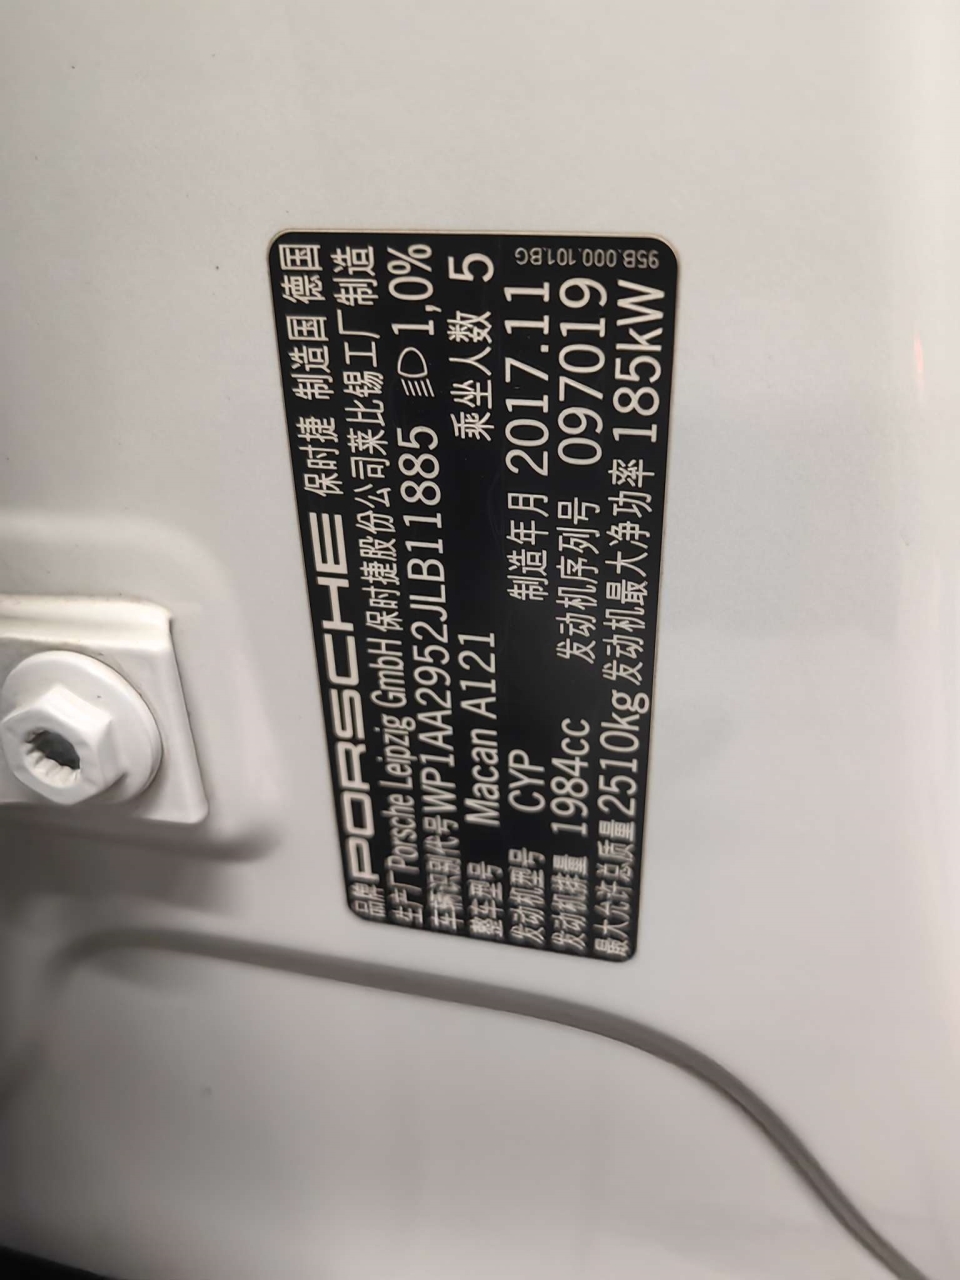 品牌 PORSCHE 保时捷 制造国 德国
生产厂 Porsche Leipzig GmbH 保时捷股份公司莱比锡工厂制造
车辆识别代号 WP1AA2952JLB11885 1,0%
整车型号 Macan A121 乘坐人数 5
发动机型号 CYP 制造年月 2017.11
发动机排量 1984cc 发动机序列号 097019
最大允许总质量 2510kg 发动机最大净功率 185kW
95B.000.101.BG